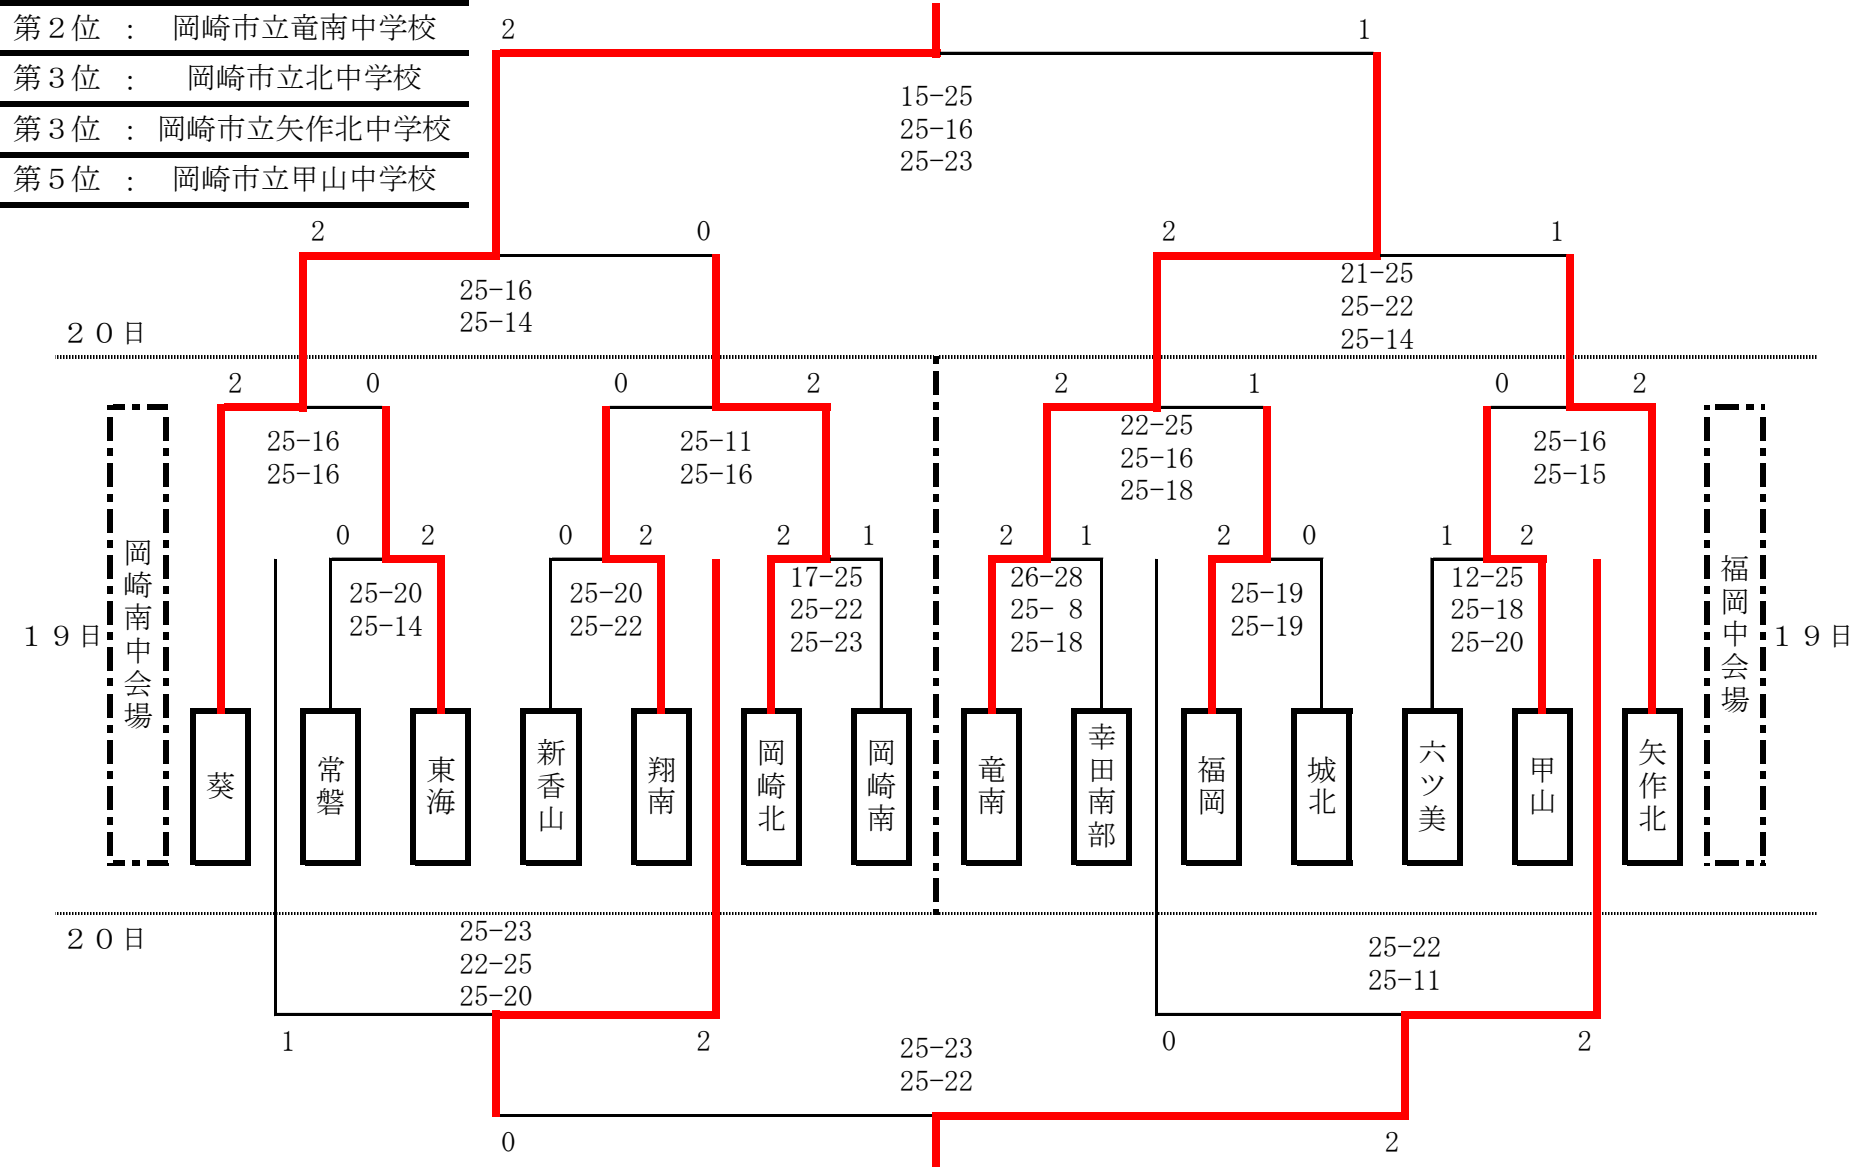 第２位 : 岡崎市立竜南中学校
第３位 : 岡崎市立北中学校
第３位 : 岡崎市立矢作北中学校
第５位 : 岡崎市立甲山中学校
2
1
15-25
25-16
25-23
2
0
2
1
25-16
25-14
21-25
25-22
25-14
２０日
2
0
0
2
2
1
0
2
25-16
25-16
25-11
25-16
22-25
25-16
25-18
25-16
25-15
0
2
0
2
2
1
2
1
2
0
1
2
25-20
25-14
25-20
25-22
17-25
25-22
25-23
26-28
25- 8
25-18
25-19
25-19
12-25
25-18
25-20
１９日
岡崎南中会場
福岡中会場
１９日
葵
常磐
東海
新香山
翔南
岡崎北
岡崎南
竜南
幸田南部
福岡
城北
六ツ美
甲山
矢作北
２０日
25-23
22-25
25-20
25-22
25-11
1
2
0
2
25-23
25-22
0
2